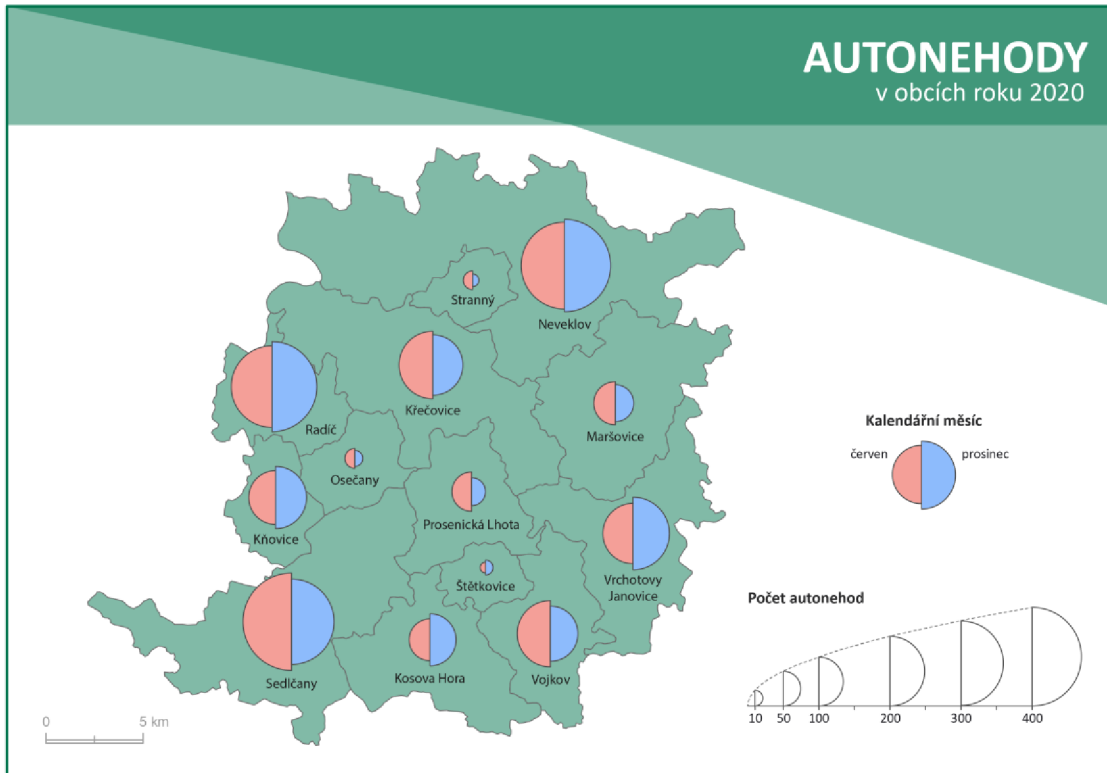 AUTONEHODY
v obcích roku 2020
Stranný
Neveklov
Křečovice
Radíč
Maršovice
Osečany
Prosenická Lhota
Kňovice
Štětkovice
Vrchotovy
Janovice
Sedlčany
Kosova Hora
Vojkov
Kalendářní měsíc
červen
prosinec
Počet autonehod
10 50 100 200 300 400
0 5 km